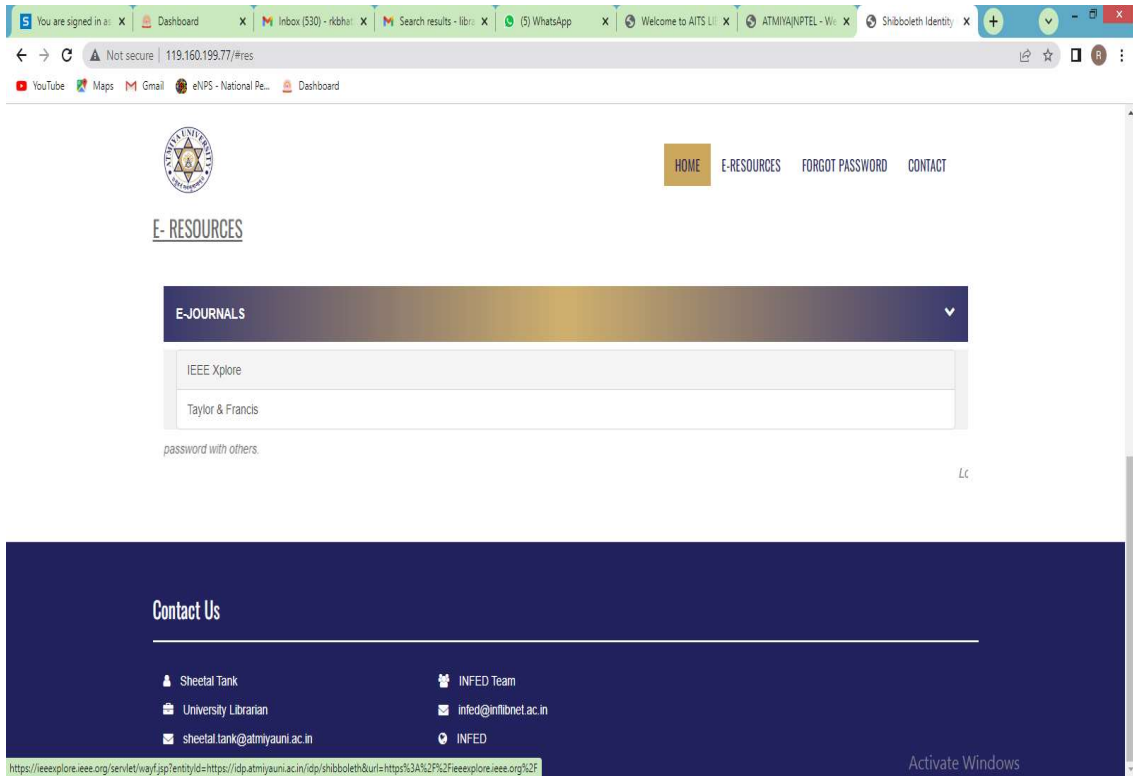 You are signed in as
Dashboard
Inbox (530) - rkbhat
Search results - libra
(5) WhatsApp
Welcome to AITS LI
ATMIYA|NPTEL - We
Shibboleth Identity
Not secure | 119.160.199.77/#res
YouTube Maps Gmail eNPS - National Pe... Dashboard
ATMIYA UNIVERSITY
HOME E-RESOURCES FORGOT PASSWORD CONTACT
E- RESOURCES
E-JOURNALS
IEEE Xplore
Taylor & Francis
password with others.
Lo
Contact Us
Sheetal Tank
University Librarian
sheetal.tank@atmiyauni.ac.in
INFED Team
infed@inflibnet.ac.in
INFED
https://ieeexplore.ieee.org/servlet/wayf.jsp?entityId=https://idp.atmiyauni.ac.in/idp/shibboleth&url=https%3A%2F%2Fieeexplore.ieee.org%2F
Activate Windows